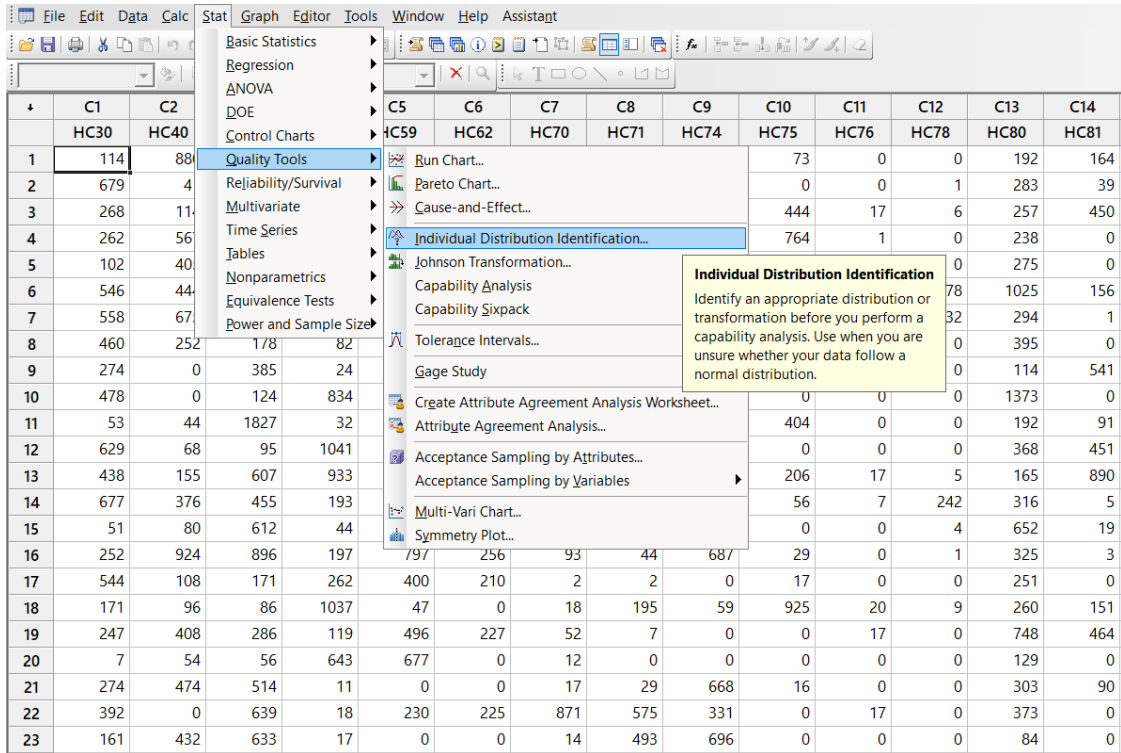 File Edit Data Calc Stat Graph Editor Tools Window Help Assistant
Basic Statistics
Regression
ANOVA
DOE
Control Charts
Quality Tools
Reliability/Survival
Multivariate
Time Series
Tables
Nonparametrics
Equivalence Tests
Power and Sample Size
Run Chart...
Pareto Chart...
Cause-and-Effect...
Individual Distribution Identification...
Johnson Transformation...
Capability Analysis
Capability Sixpack
Tolerance Intervals...
Gage Study
Create Attribute Agreement Analysis Worksheet...
Attribute Agreement Analysis...
Acceptance Sampling by Attributes...
Acceptance Sampling by Variables
Multi-Vari Chart...
Symmetry Plot...
Individual Distribution Identification
Identify an appropriate distribution or
transformation before you perform a
capability analysis. Use when you are
unsure whether your data follow a
normal distribution.
C1 C2 C5 C6 C7 C8 C9 C10 C11 C12 C13 C14
HC30 HC40 HC59 HC62 HC70 HC71 HC74 HC75 HC76 HC78 HC80 HC81
1 114 73 0 0 192 164
2 679 0 0 1 283 39
3 268 444 17 6 257 450
4 262 764 1 0 238 0
5 102 0 275 0
6 546 1025 156
7 558 294 1
8 460 252 178 82 0 395 0
9 274 0 385 24 0 114 541
10 478 0 124 834 0 0 0 1373 0
11 53 44 1827 32 404 0 0 192 91
12 629 68 95 1041 0 0 0 368 451
13 438 155 607 933 206 17 5 165 890
14 677 376 455 193 56 7 242 316 5
15 51 80 612 44 0 0 4 652 19
16 252 924 896 197 797 256 93 44 687 29 0 1 325 3
17 544 108 171 262 400 210 2 2 0 17 0 0 251 0
18 171 96 86 1037 47 0 18 195 59 925 20 9 260 151
19 247 408 286 119 496 227 52 7 0 0 17 0 748 464
20 7 54 56 643 677 0 12 0 0 0 0 0 129 0
21 274 474 514 11 0 0 17 29 668 16 0 0 303 90
22 392 0 639 18 230 225 871 575 331 0 17 0 373 0
23 161 432 633 17 0 0 14 493 696 0 0 0 84 0